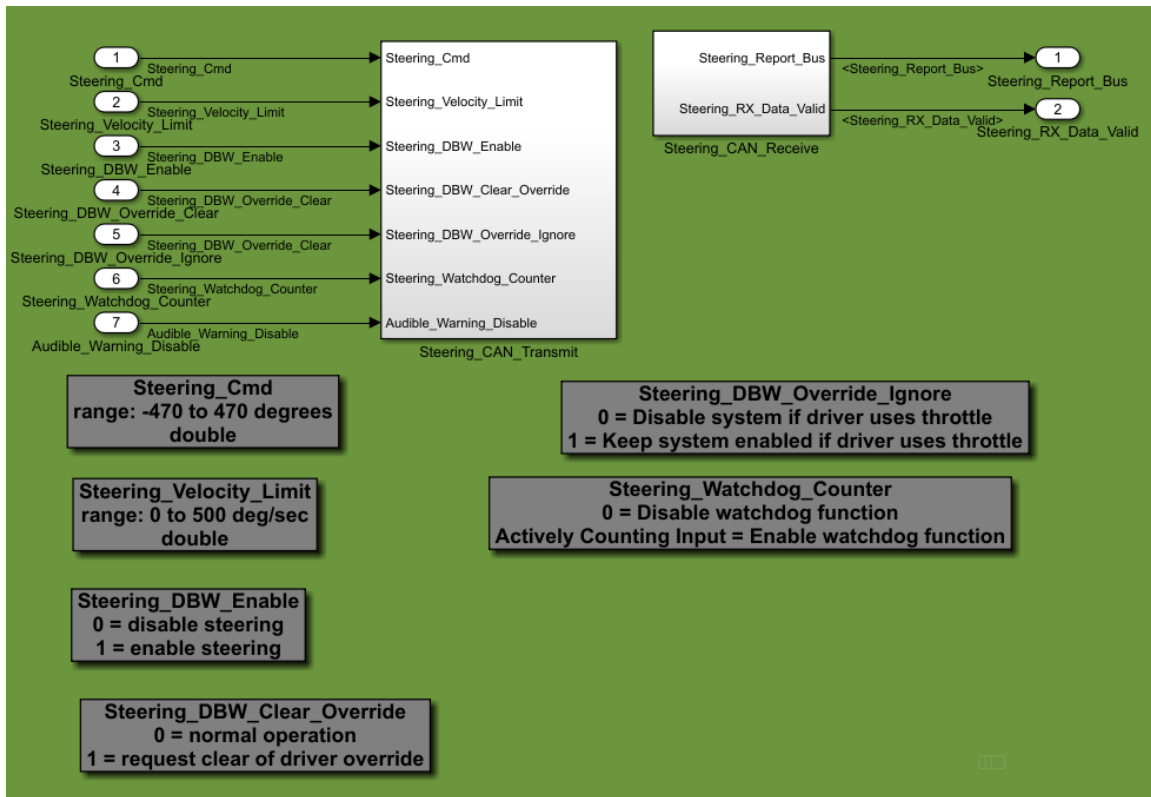 1
Steering_Cmd
Steering_Cmd
Steering_Cmd
2
Steering_Velocity_Limit
Steering_Velocity_Limit
Steering_Velocity_Limit
3
Steering_DBW_Enable
Steering_DBW_Enable
Steering_DBW_Enable
4
Steering_DBW_Override_Clear
Steering_DBW_Override_Clear
Steering_DBW_Clear_Override
5
Steering_DBW_Override_Clear
Steering_DBW_Override_Ignore
Steering_DBW_Override_Ignore
6
Steering_Watchdog_Counter
Steering_Watchdog_Counter
Steering_Watchdog_Counter
7
Audible_Warning_Disable
Audible_Warning_Disable
Audible_Warning_Disable
Steering_CAN_Transmit
Steering_Report_Bus
<Steering_Report_Bus>
1
Steering_Report_Bus
Steering_RX_Data_Valid
<Steering_RX_Data_Valid>
2
Steering_RX_Data_Valid
Steering_CAN_Receive
Steering_Cmd
range: -470 to 470 degrees
double
Steering_Velocity_Limit
range: 0 to 500 deg/sec
double
Steering_DBW_Enable
0 = disable steering
1 = enable steering
Steering_DBW_Clear_Override
0 = normal operation
1 = request clear of driver override
Steering_DBW_Override_Ignore
0 = Disable system if driver uses throttle
1 = Keep system enabled if driver uses throttle
Steering_Watchdog_Counter
0 = Disable watchdog function
Actively Counting Input = Enable watchdog function